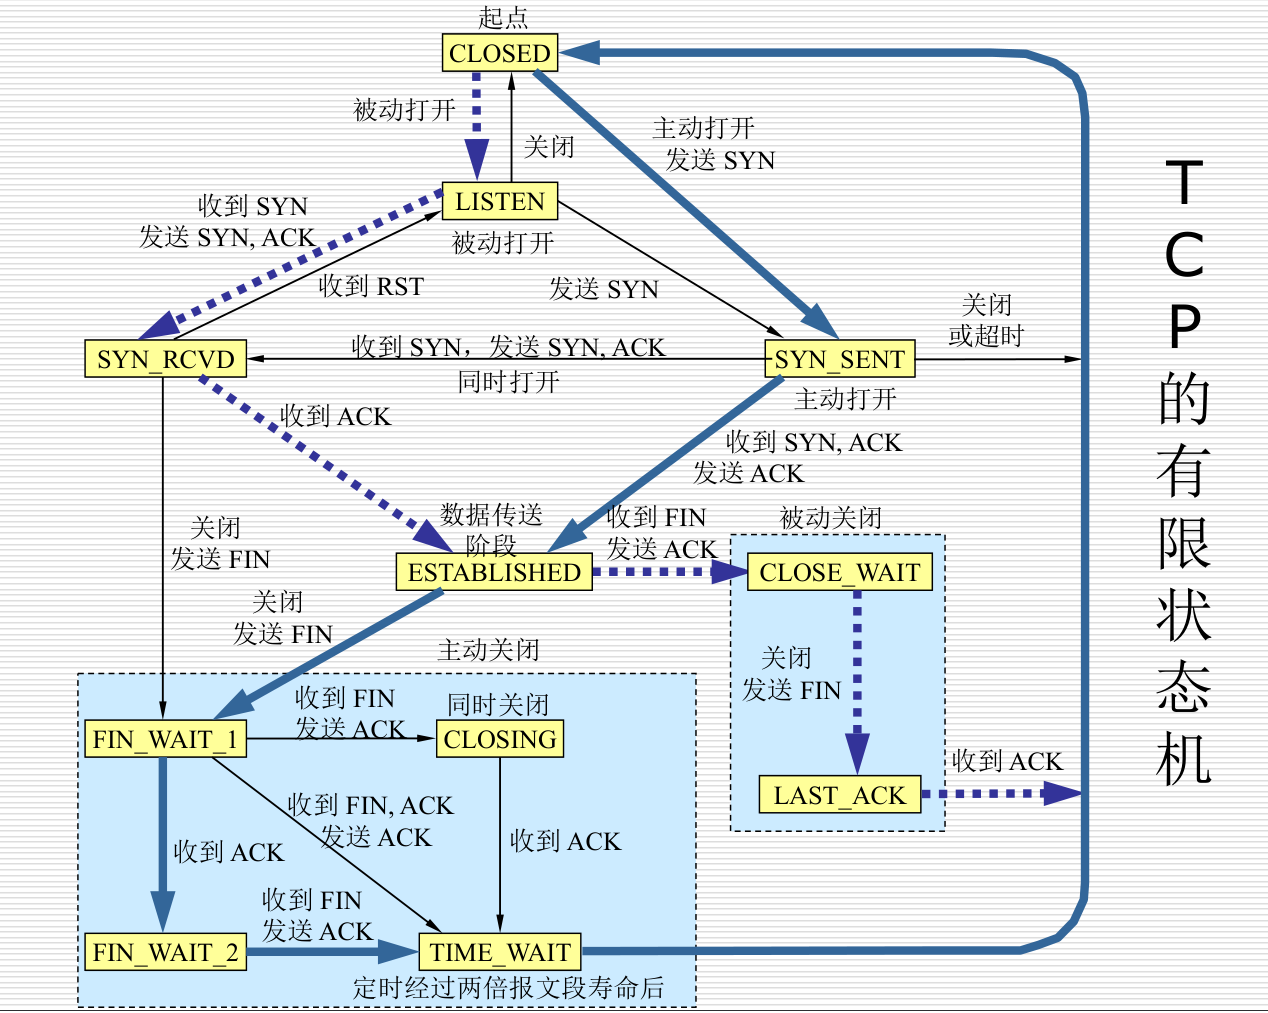 起点
CLOSED
被动打开
关闭
主动打开
发送 SYN
LISTEN
收到 SYN
发送 SYN, ACK
被动打开
收到 RST
发送 SYN
关闭
或超时
SYN_RCVD
收到 SYN，发送 SYN, ACK
同时打开
SYN_SENT
主动打开
收到 ACK
收到 SYN, ACK
发送 ACK
数据传送
阶段
ESTABLISHED
收到 FIN
发送 ACK
被动关闭
CLOSE_WAIT
关闭
发送 FIN
关闭
发送 FIN
主动关闭
关闭
发送 FIN
FIN_WAIT_1
收到 FIN
发送 ACK
同时关闭
CLOSING
LAST_ACK
收到 ACK
收到 FIN, ACK
发送 ACK
收到 ACK
收到 ACK
收到 FIN
发送 ACK
FIN_WAIT_2
TIME_WAIT
定时经过两倍报文段寿命后
TCP的有限状态机